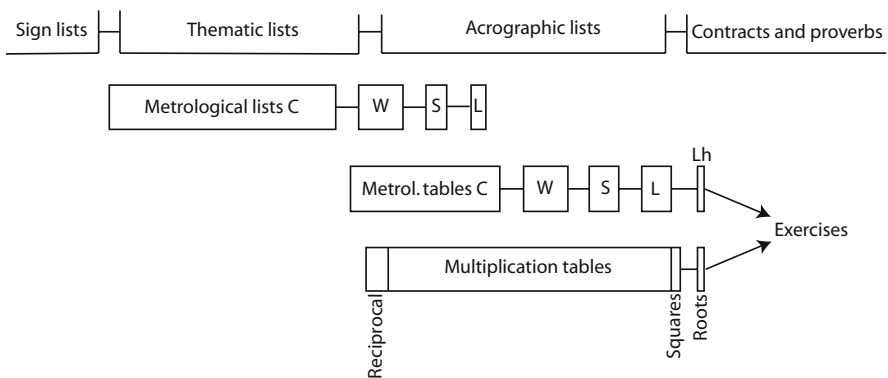 Sign lists Thematic lists Acrographic lists Contracts and proverbs
Metrological lists C W S L
Lh
Metrol. tables C W S L
Exercises
Multiplication tables
Reciprocal Squares Roots